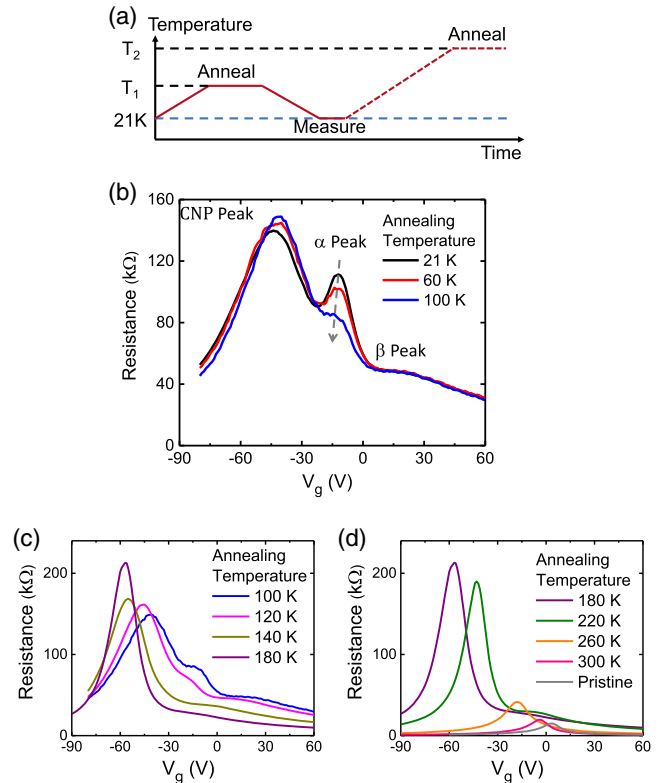 (a)
Temperature
T2
T1
21K
Anneal
Anneal
Measure
Time
(b)
160
120
80
40
0
Resistance (kΩ)
CNP Peak
α Peak
β Peak
Annealing
Temperature
21 K
60 K
100 K
-90 -60 -30 0 30 60
Vg (V)
(c)
200
100
0
Resistance (kΩ)
Annealing
Temperature
100 K
120 K
140 K
180 K
-90 -60 -30 0 30 60
Vg (V)
(d)
200
100
0
Resistance (kΩ)
Annealing
Temperature
180 K
220 K
260 K
300 K
Pristine
-90 -60 -30 0 30 60
Vg (V)